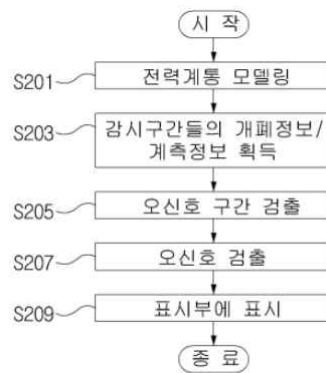 시 작
S201
전력계통 모델링
S203
감시구간들의 개폐정보/
계측정보 획득
S205
오신호 구간 검출
S207
오신호 검출
S209
표시부에 표시
종 료